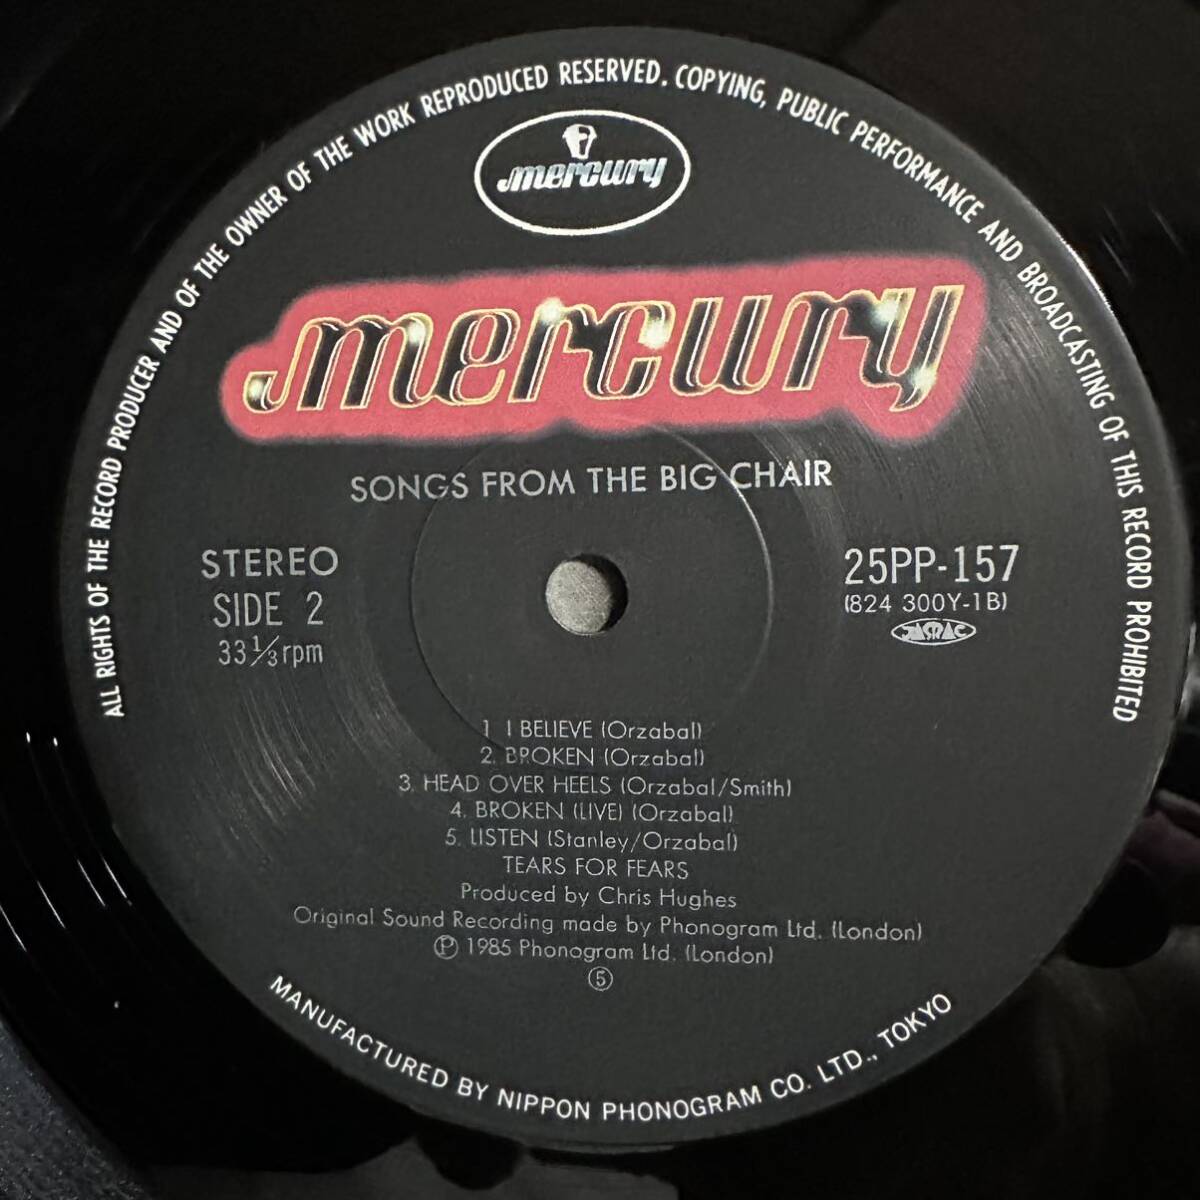 ALL RIGHTS OF THE RECORD PRODUCER AND OF THE OWNER OF THE WORK REPRODUCED RESERVED. COPYING, PUBLIC PERFORMANCE AND BROADCASTING OF THIS RECORD PROHIBITED
mercury
mercury
SONGS FROM THE BIG CHAIR
STEREO
SIDE 2
33⅓rpm
25PP-157
(824 300Y-1B)
JASRAC
1. I BELIEVE (Orzabal)
2. BROKEN (Orzabal)
3. HEAD OVER HEELS (Orzabal/Smith)
4. BROKEN (LIVE) (Orzabal)
5. LISTEN (Stanley/Orzabal)
TEARS FOR FEARS
Produced by Chris Hughes
Original Sound Recording made by Phonogram Ltd. (London)
Ⓟ 1985 Phonogram Ltd. (London)
⑤
MANUFACTURED BY NIPPON PHONOGRAM CO. LTD., TOKYO